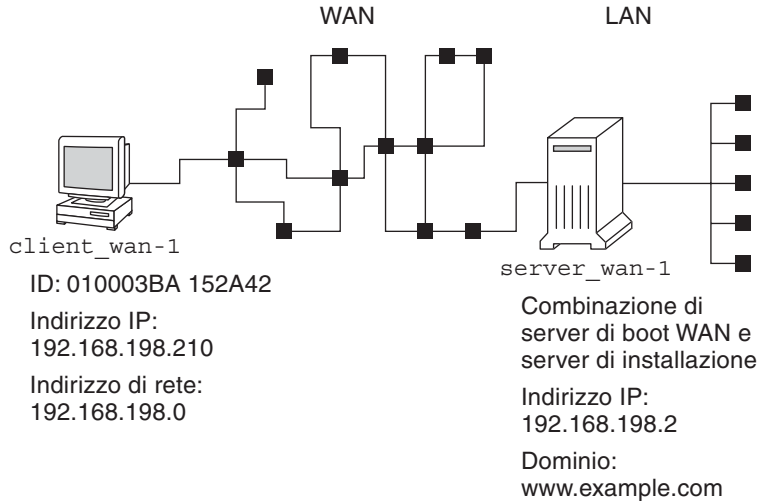 WAN
LAN
client_wan-1
ID: 010003BA 152A42
Indirizzo IP:
192.168.198.210
Indirizzo di rete:
192.168.198.0
server_wan-1
Combinazione di
server di boot WAN e
server di installazione
Indirizzo IP:
192.168.198.2
Dominio:
www.example.com